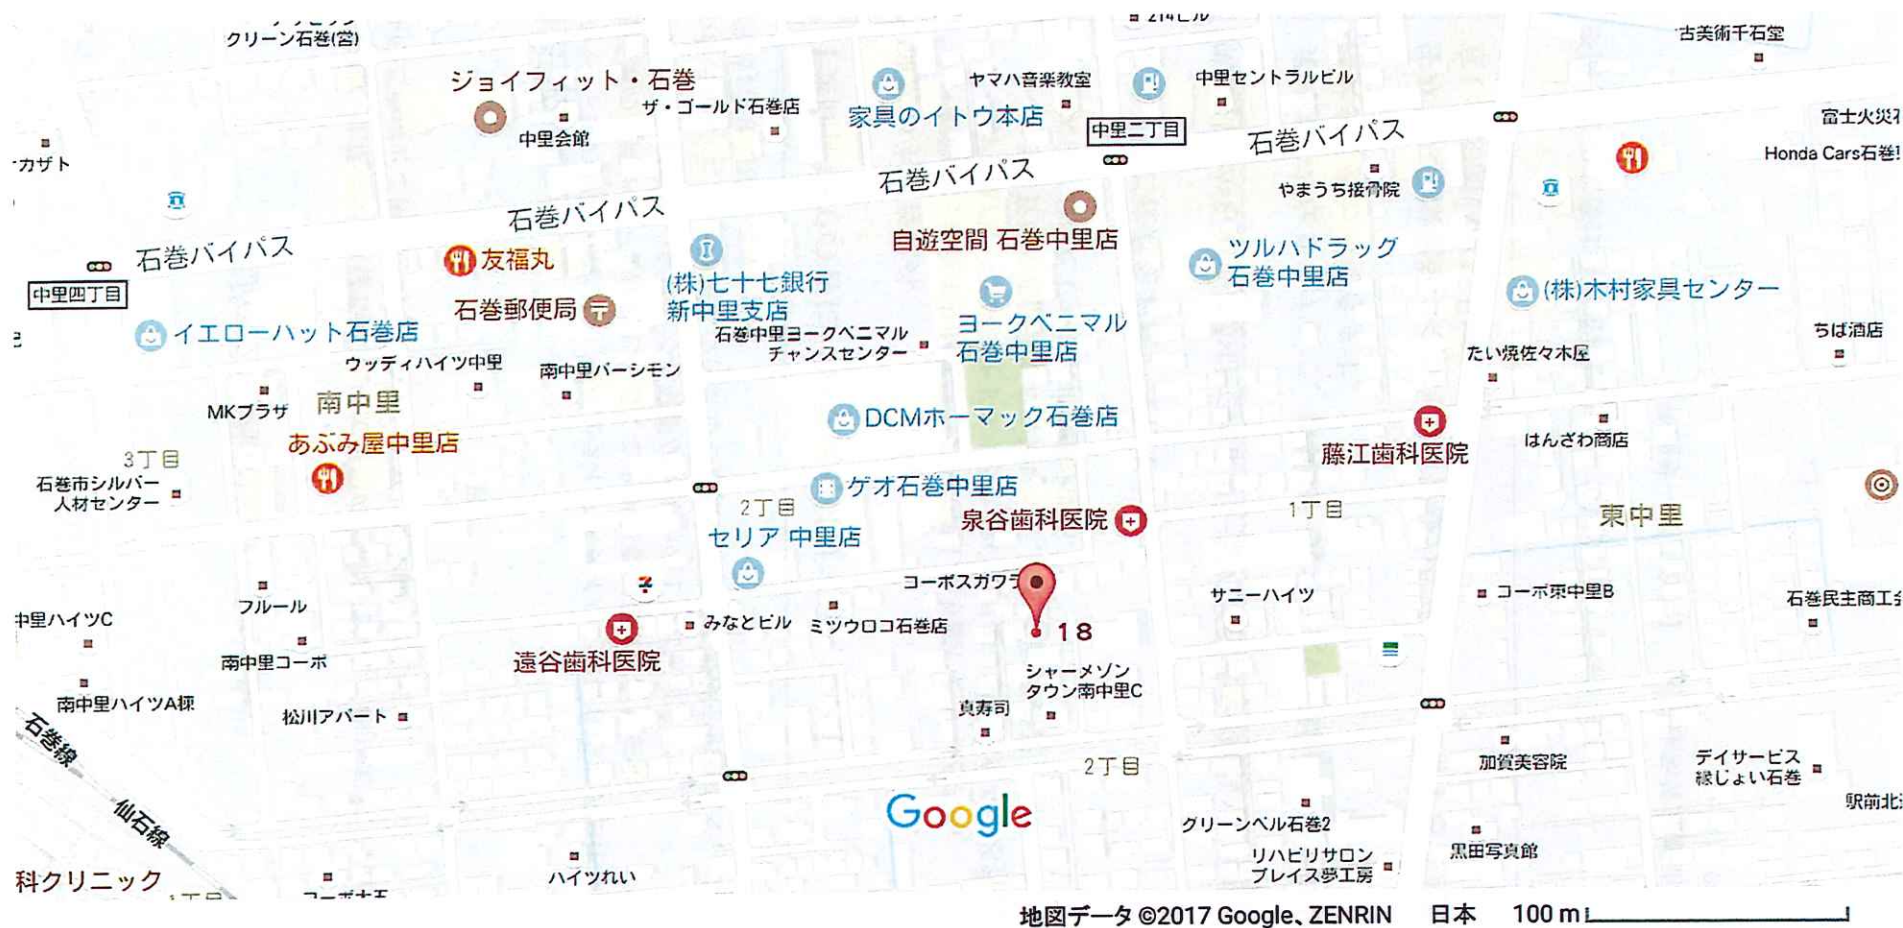 214ビル
クリーン石巻(営)
古美術千石堂
ジョイフィット・石巻
ヤマハ音楽教室
中里セントラルビル
ザ・ゴールド石巻店
家具のイトウ本店
中里会館
中里二丁目
石巻バイパス
富士火災
カザト
Honda Cars石巻
石巻バイパス
やまうち接骨院
石巻バイパス
自遊空間 石巻中里店
石巻バイパス
友福丸
ツルハドラッグ
石巻中里店
(株)七十七銀行
新中里支店
中里四丁目
石巻郵便局
(株)木村家具センター
イエローハット石巻店
ヨークベニマル
石巻中里店
石巻中里ヨークベニマル
チャンスセンター
ちば酒店
ウッディハイツ中里
南中里パーシモン
たい焼佐々木屋
MKプラザ
南中里
DCMホーマック石巻店
あぶみ屋中里店
はんざわ商店
藤江歯科医院
3丁目
石巻市シルバー
人材センター
ゲオ石巻中里店
2丁目
泉谷歯科医院
1丁目
東中里
セリア 中里店
コーポスガワラ
フルール
サニーハイツ
コーポ東中里B
石巻民主商工会
中里ハイツC
みなとビル
ミツウロコ石巻店
18
南中里コーポ
遠谷歯科医院
シャーメゾン
タウン南中里C
南中里ハイツA棟
松川アパート
真寿司
石巻線
加賀美容院
デイサービス
縁じょい石巻
2丁目
駅前北
仙石線
Google
グリーンベル石巻2
黒田写真館
リハビリサロン
プレイス夢工房
科クリニック
ハイツれい
1丁目
地図データ ©2017 Google、ZENRIN 日本 100 m